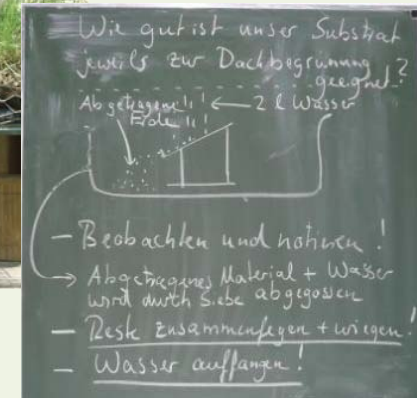 Wie gut ist unser Substrat
jeweils zur Dachbegrünung
geeignet?
Abgetragene ← 2 l Wasser
Erde
- Beobachten und notieren!
→ Abgetragenes Material + Wasser
wird durch Siebe abgegossen
- Reste zusammenfegen + wiegen!
- Wasser auffangen!